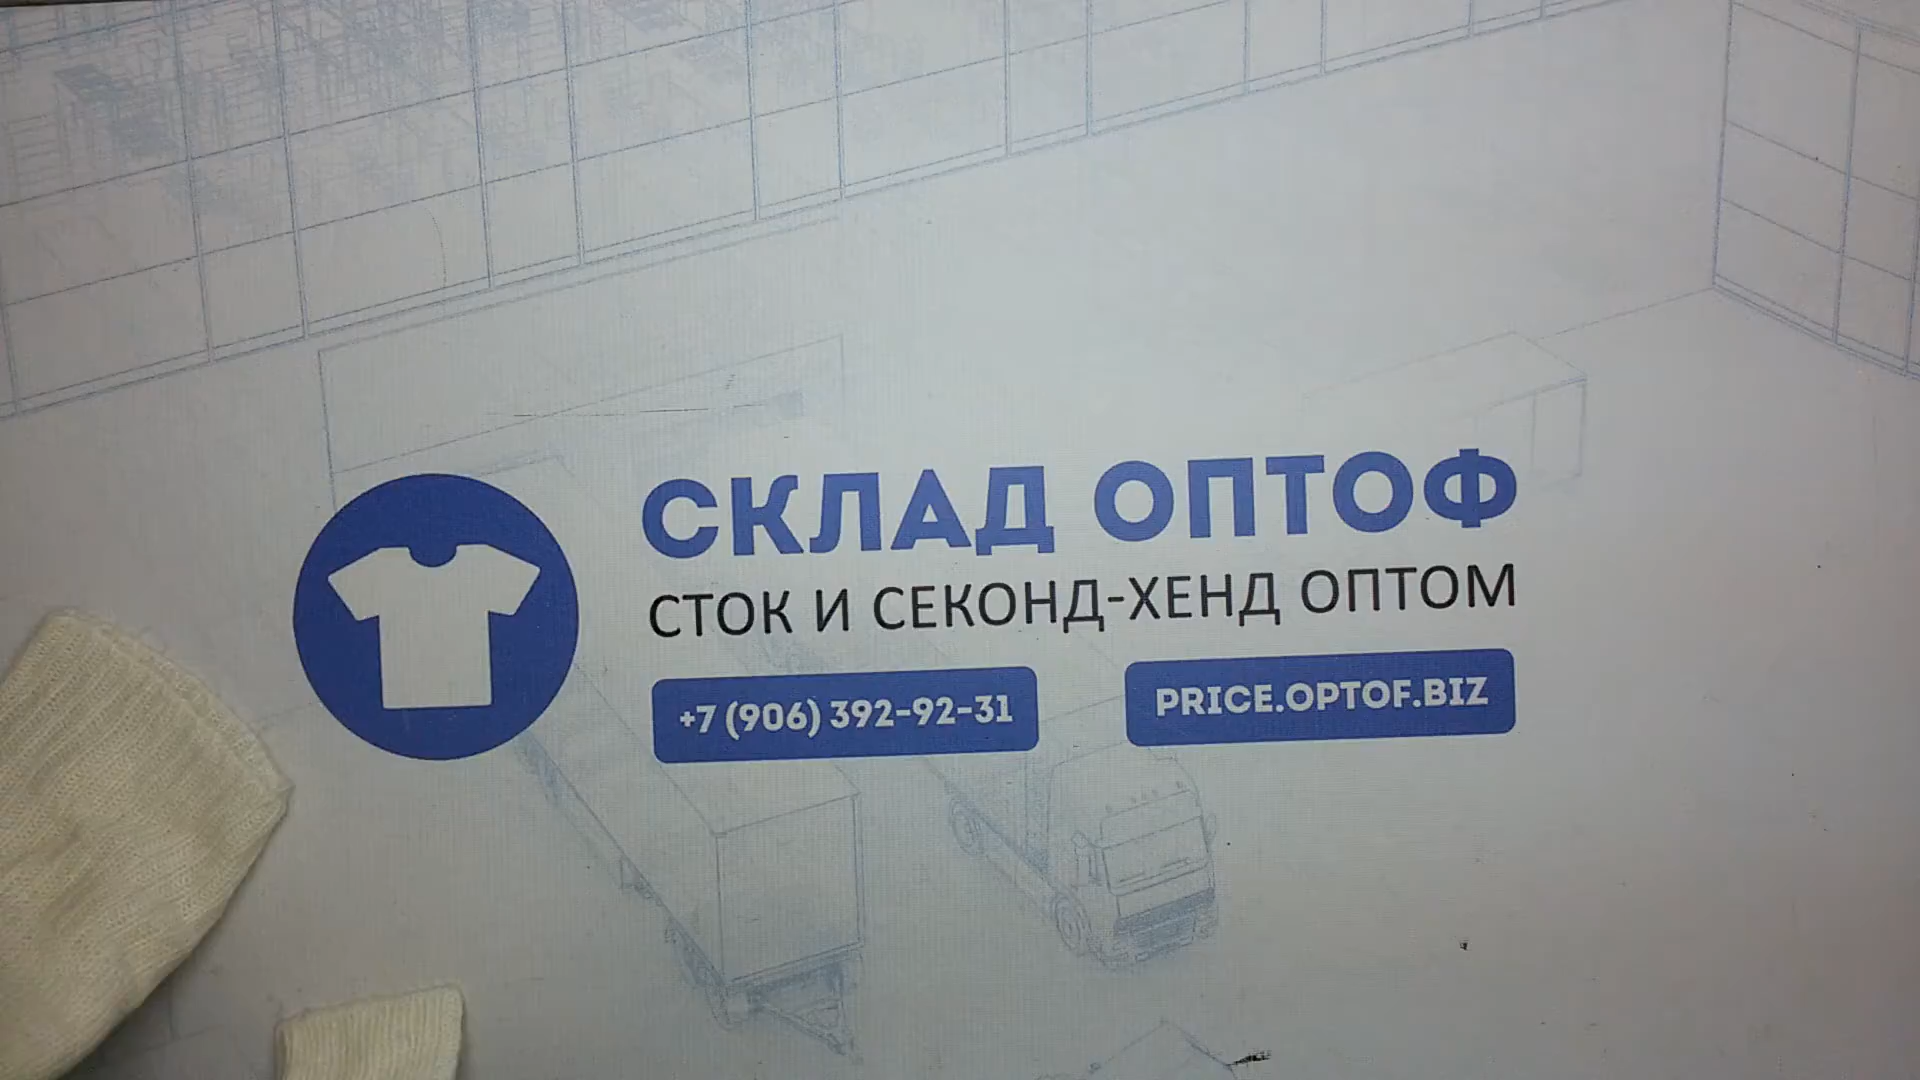 СКЛАД ОПТОФ
СТОК И СЕКОНД-ХЕНД ОПТОМ
+7 (906) 392-92-31
PRICE.OPTOF.BIZ